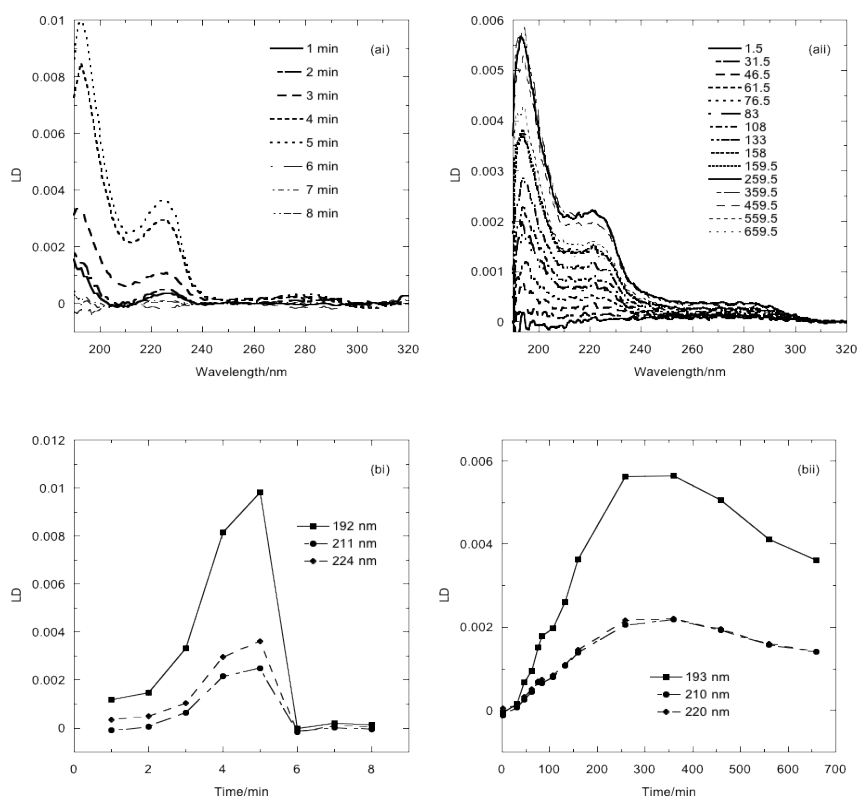 0.01
0.008
0.006
0.004
0.002
0
LD
1 min
2 min
3 min
4 min
5 min
6 min
7 min
8 min
(ai)
200 220 240 260 280 300 320
Wavelength/nm
0.006
0.005
0.004
0.003
0.002
0.001
0
LD
1.5
31.5
46.5
61.5
76.5
83
108
133
158
159.5
259.5
359.5
459.5
559.5
659.5
(aii)
200 220 240 260 280 300 320
Wavelength/nm
0.012
0.01
0.008
0.006
0.004
0.002
0
LD
(bi)
192 nm
211 nm
224 nm
0 2 4 6 8
Time/min
0.006
0.004
0.002
0
LD
(bii)
193 nm
210 nm
220 nm
0 100 200 300 400 500 600 700
Time/min